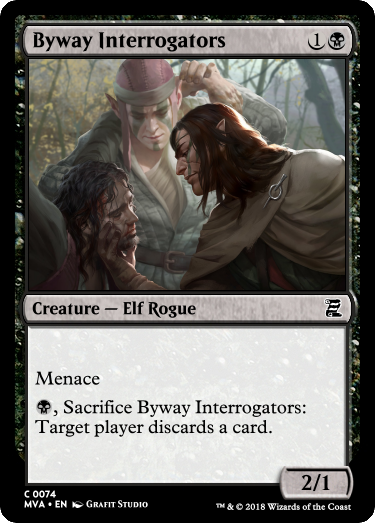 Byway Interrogators 1
Creature — Elf Rogue
Menace
, Sacrifice Byway Interrogators:
Target player discards a card.
2/1
C 0074
MVA • EN Grafit Studio
™ & © 2018 Wizards of the Coast